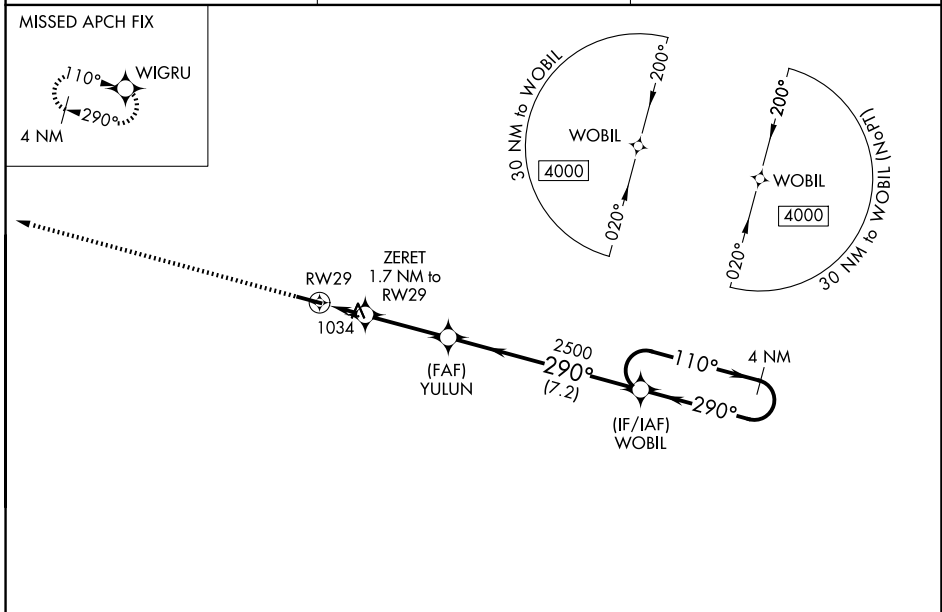 MISSED APCH FIX
110°
WIGRU
290°
4 NM
30 NM to WOBIL
200°
WOBIL
4000
020°
200°
WOBIL
4000
020°
30 NM to WOBIL (NoPT)
RW29
1034
ZERET
1.7 NM to
RW29
(FAF)
YULUN
2500
290°
(7.2)
110°
4 NM
290°
(IF/IAF)
WOBIL